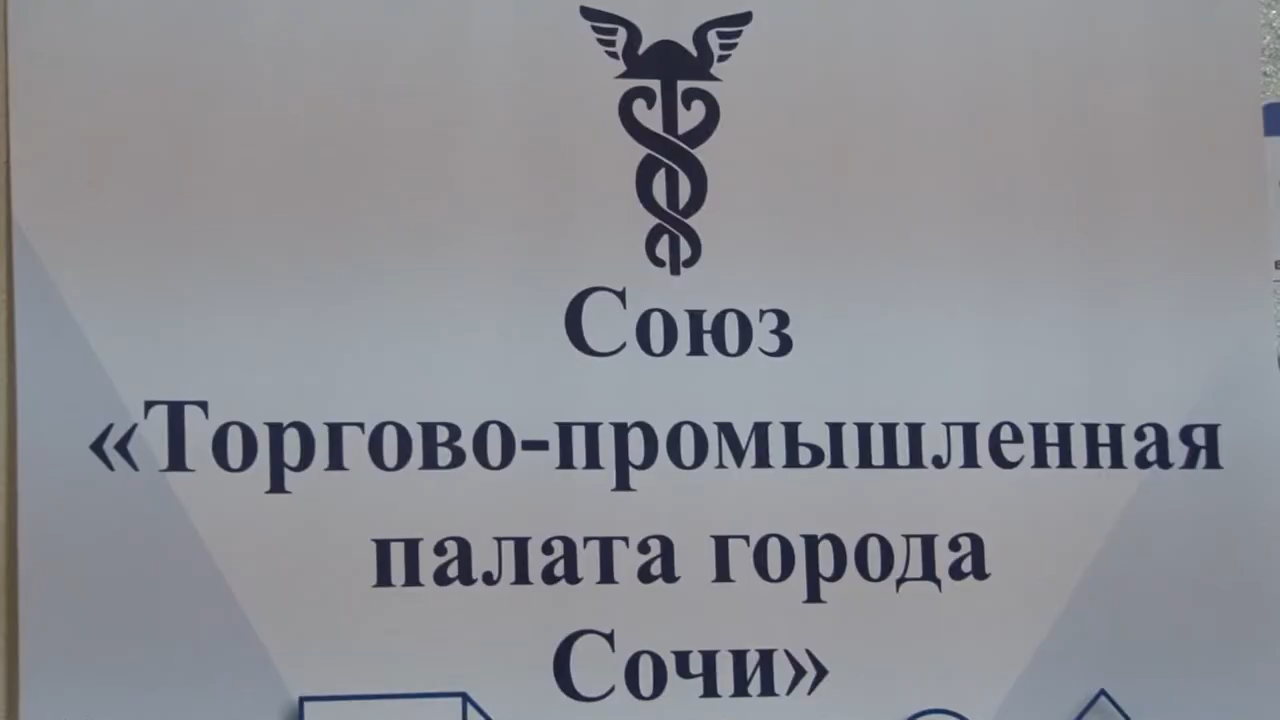 Союз
«Торгово-промышленная
палата города
Сочи»